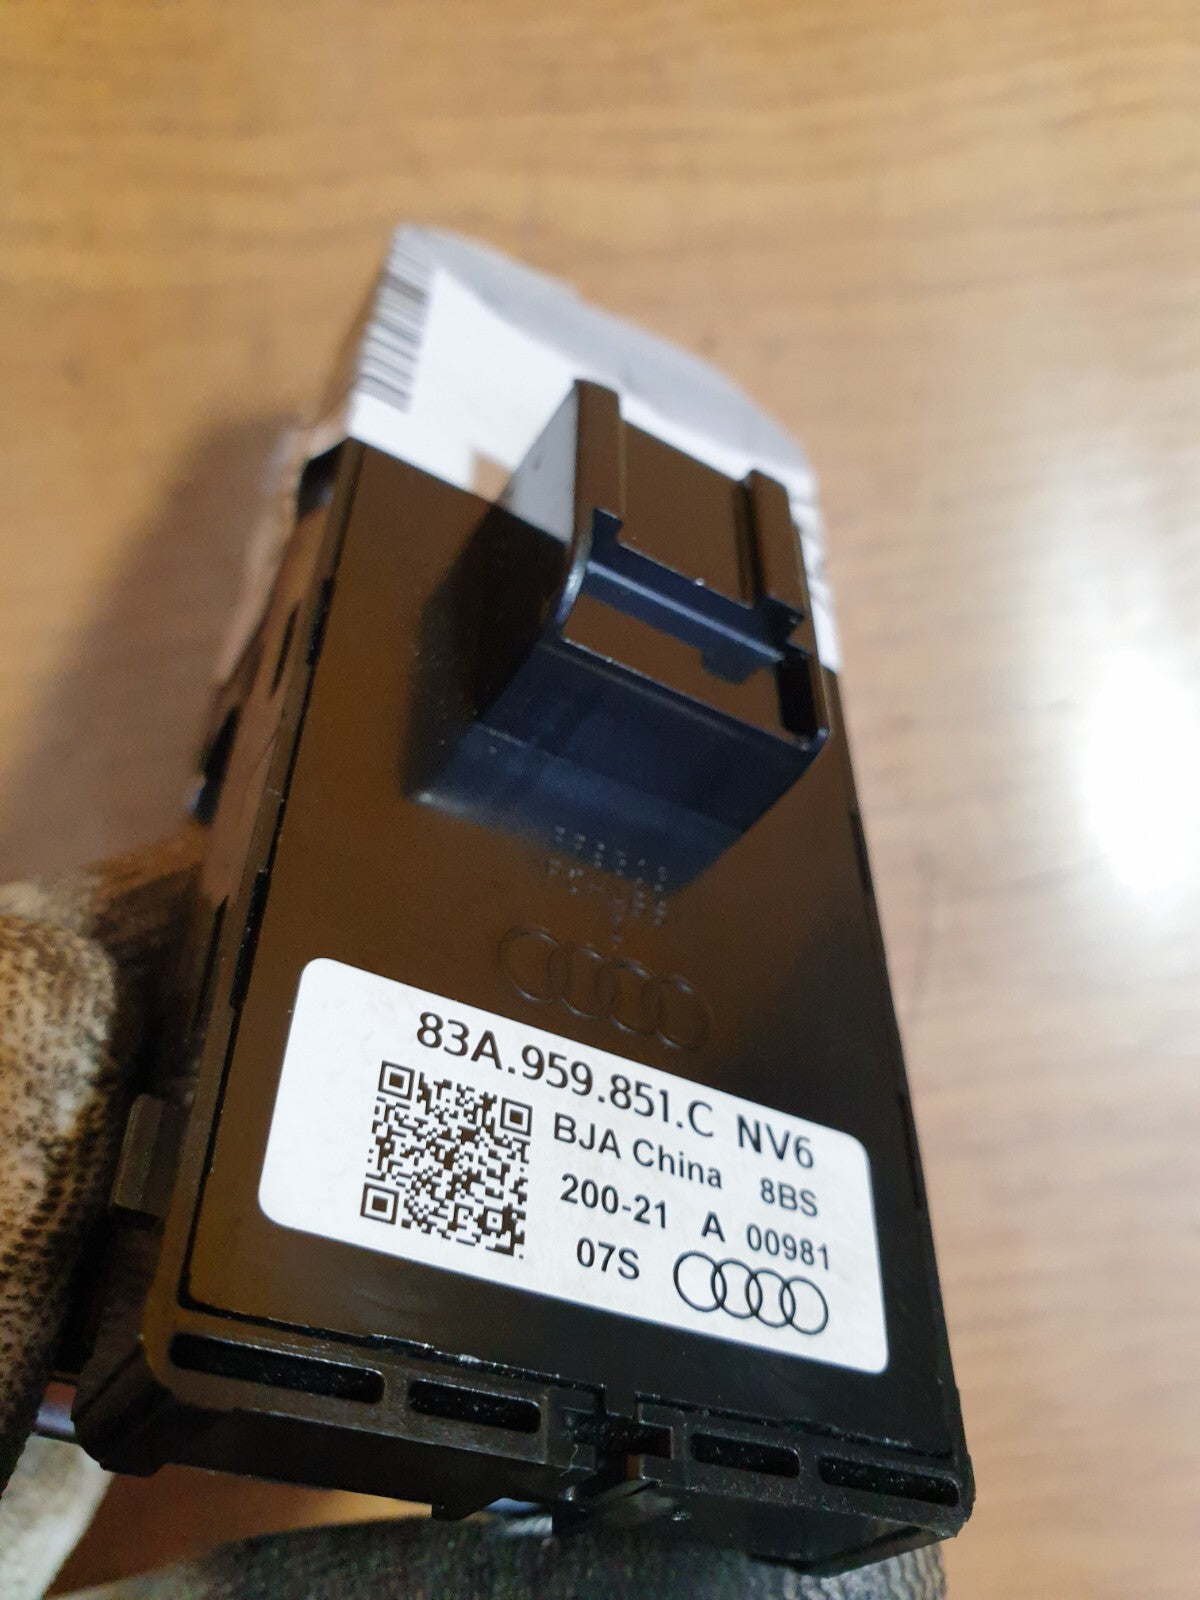 83A.959.851.C NV6
BJA China 8BS
200-21 A 00981
07S